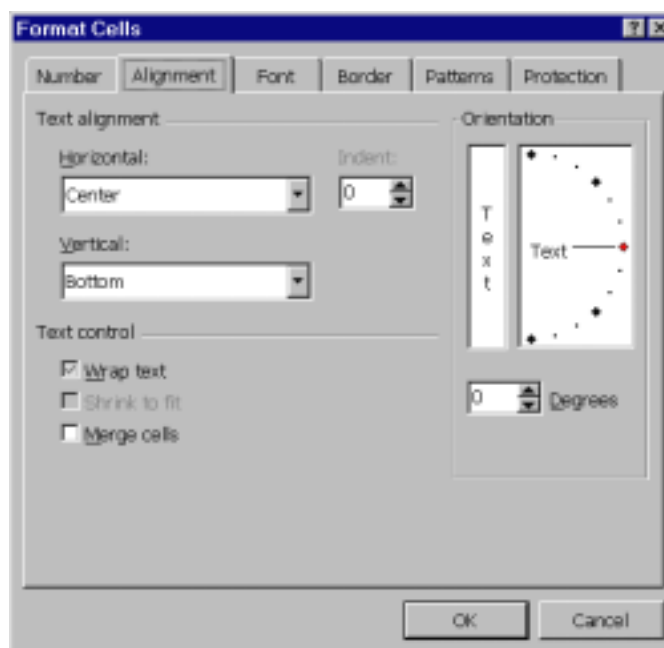 Format Cells
Number Alignment Font Border Patterns Protection
Text alignment
Horizontal: Indent:
Center 0
Vertical:
Bottom
Text control
Wrap text
Shrink to fit
Merge cells
Orientation
Text
Text
0 Degrees
OK Cancel